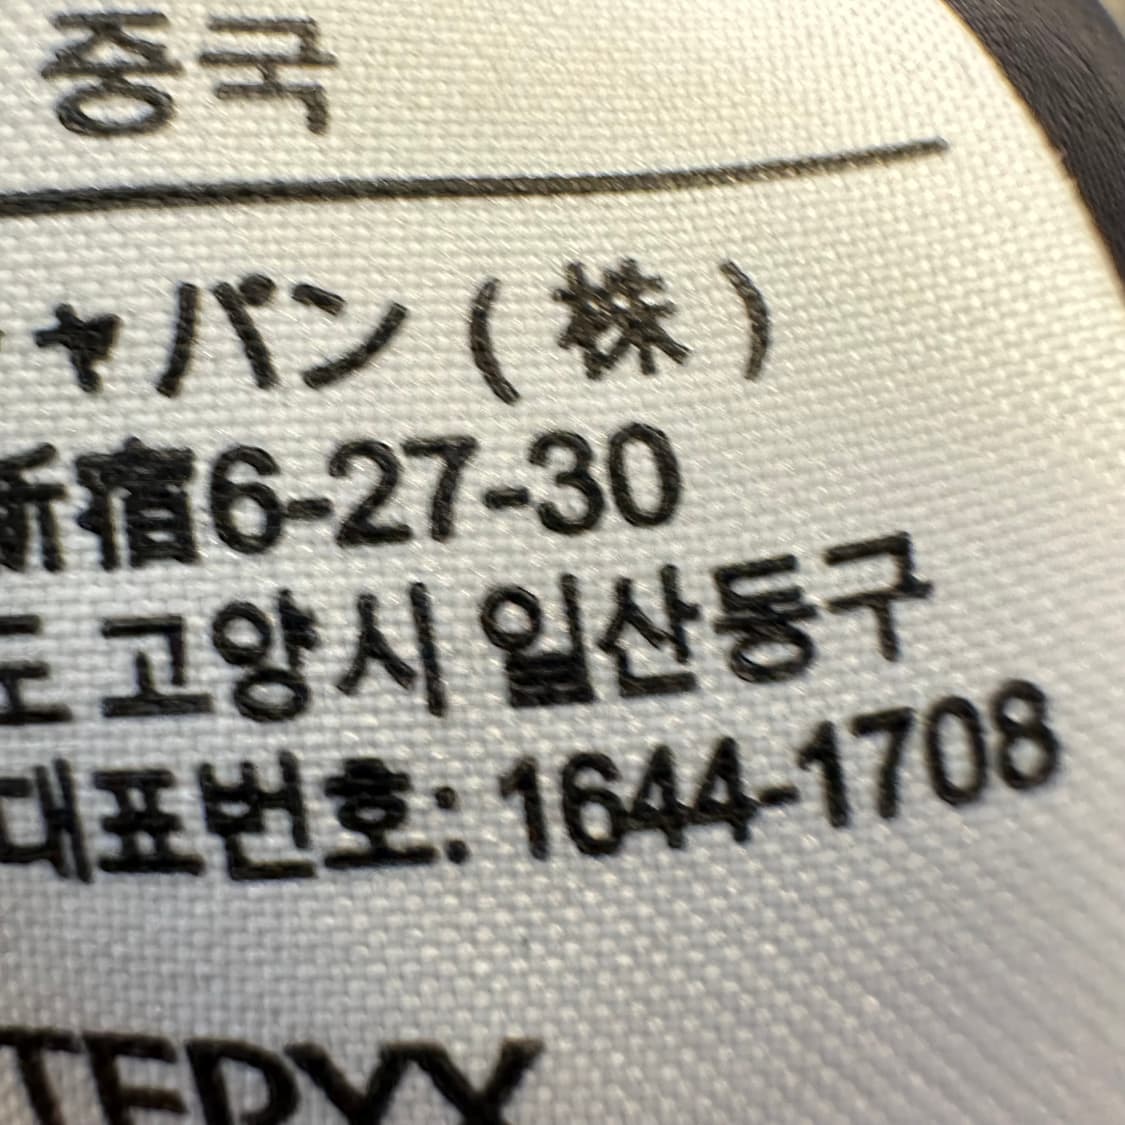 중국
ャパン ( 株 )
新宿6-27-30
도 고양시 일산동구
대표번호: 1644-1708